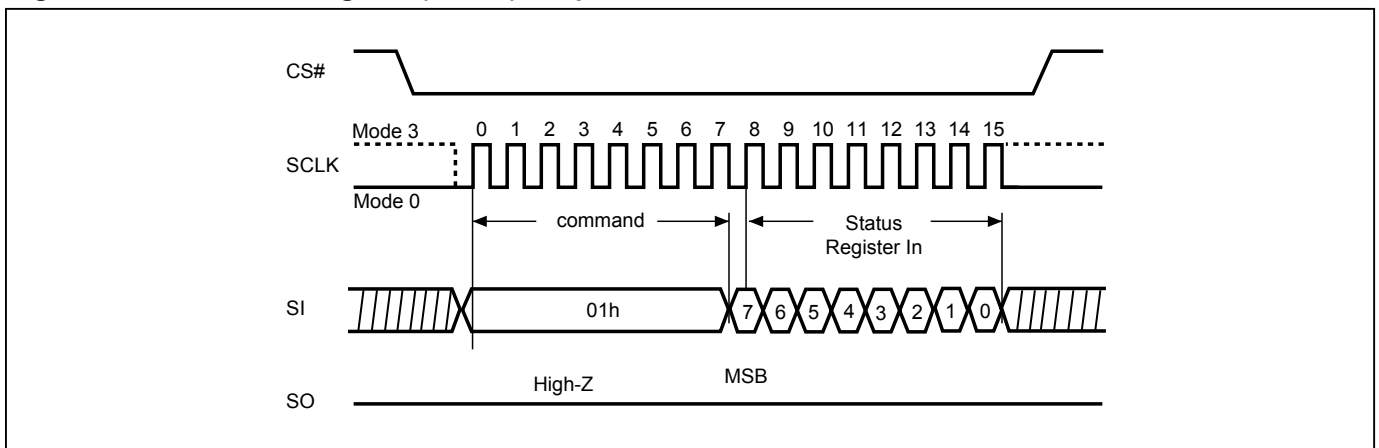 CS#
Mode 3
0 1 2 3 4 5 6 7 8 9 10 11 12 13 14 15
SCLK
Mode 0
command
Status
Register In
SI
01h
7 6 5 4 3 2 1 0
High-Z
MSB
SO